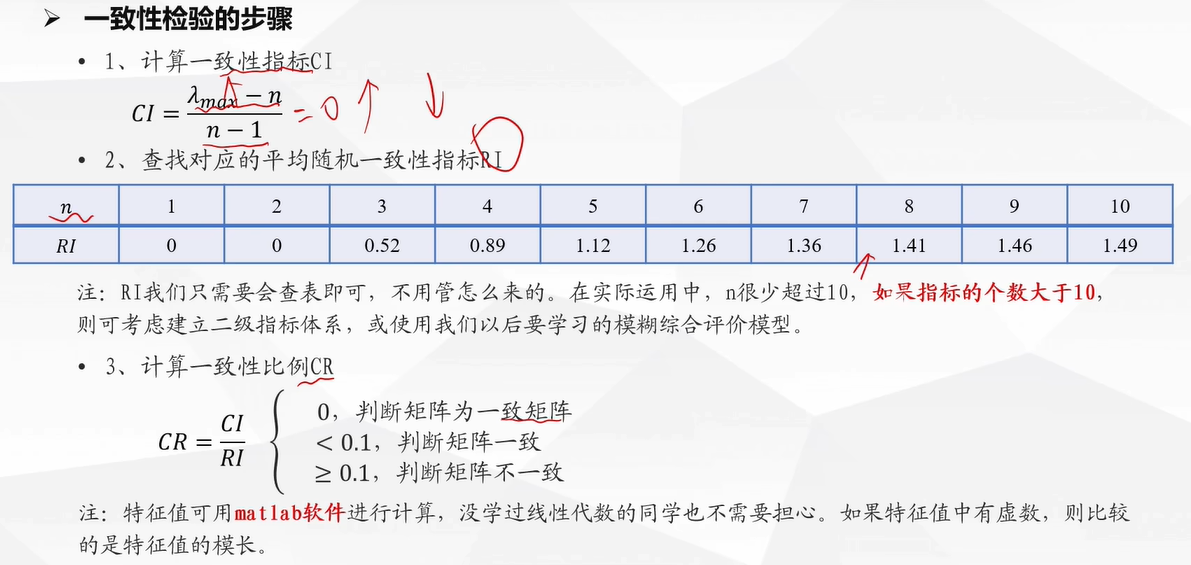 ➢ 一致性检验的步骤
• 1、计算一致性指标CI
CI = (λmax − n) / (n − 1) = 0 ↑ ↓
• 2、查找对应的平均随机一致性指标RI
n 1 2 3 4 5 6 7 8 9 10
RI 0 0 0.52 0.89 1.12 1.26 1.36 1.41 1.46 1.49
注：RI我们只需要会查表即可，不用管怎么来的。在实际运用中，n很少超过10，如果指标的个数大于10，
则可考虑建立二级指标体系，或使用我们以后要学习的模糊综合评价模型。
• 3、计算一致性比例CR
CR = CI / RI {
0，判断矩阵为一致矩阵
< 0.1，判断矩阵一致
≥ 0.1，判断矩阵不一致
注：特征值可用matlab软件进行计算，没学过线性代数的同学也不需要担心。如果特征值中有虚数，则比较
的是特征值的模长。